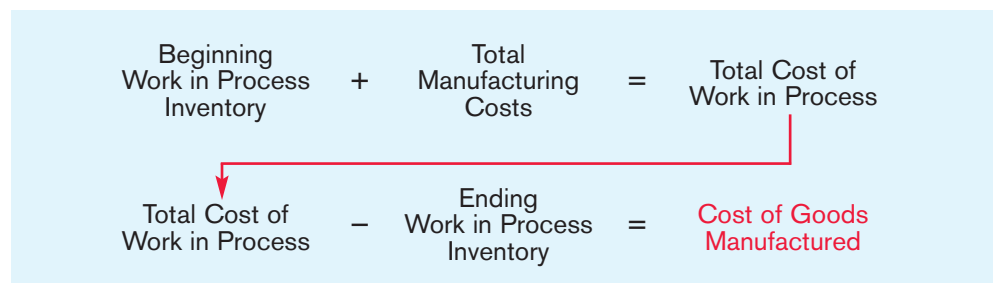 Beginning
Work in Process
Inventory
+
Total
Manufacturing
Costs
=
Total Cost of
Work in Process
Total Cost of
Work in Process
–
Ending
Work in Process
Inventory
=
Cost of Goods
Manufactured